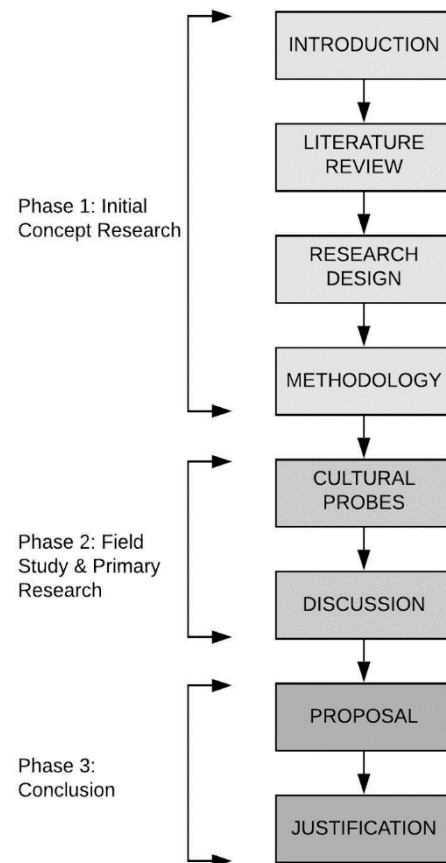 INTRODUCTION
LITERATURE
REVIEW
Phase 1: Initial
Concept Research
RESEARCH
DESIGN
METHODOLOGY
CULTURAL
PROBES
Phase 2: Field
Study & Primary
Research
DISCUSSION
PROPOSAL
Phase 3:
Conclusion
JUSTIFICATION